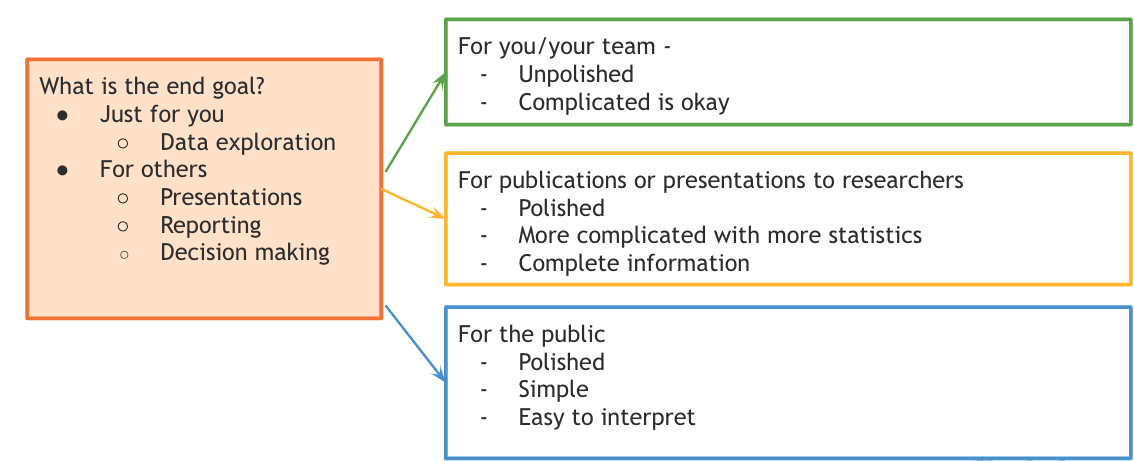 What is the end goal?
● Just for you
○ Data exploration
● For others
○ Presentations
○ Reporting
○ Decision making
For you/your team -
- Unpolished
- Complicated is okay
For publications or presentations to researchers
- Polished
- More complicated with more statistics
- Complete information
For the public
- Polished
- Simple
- Easy to interpret